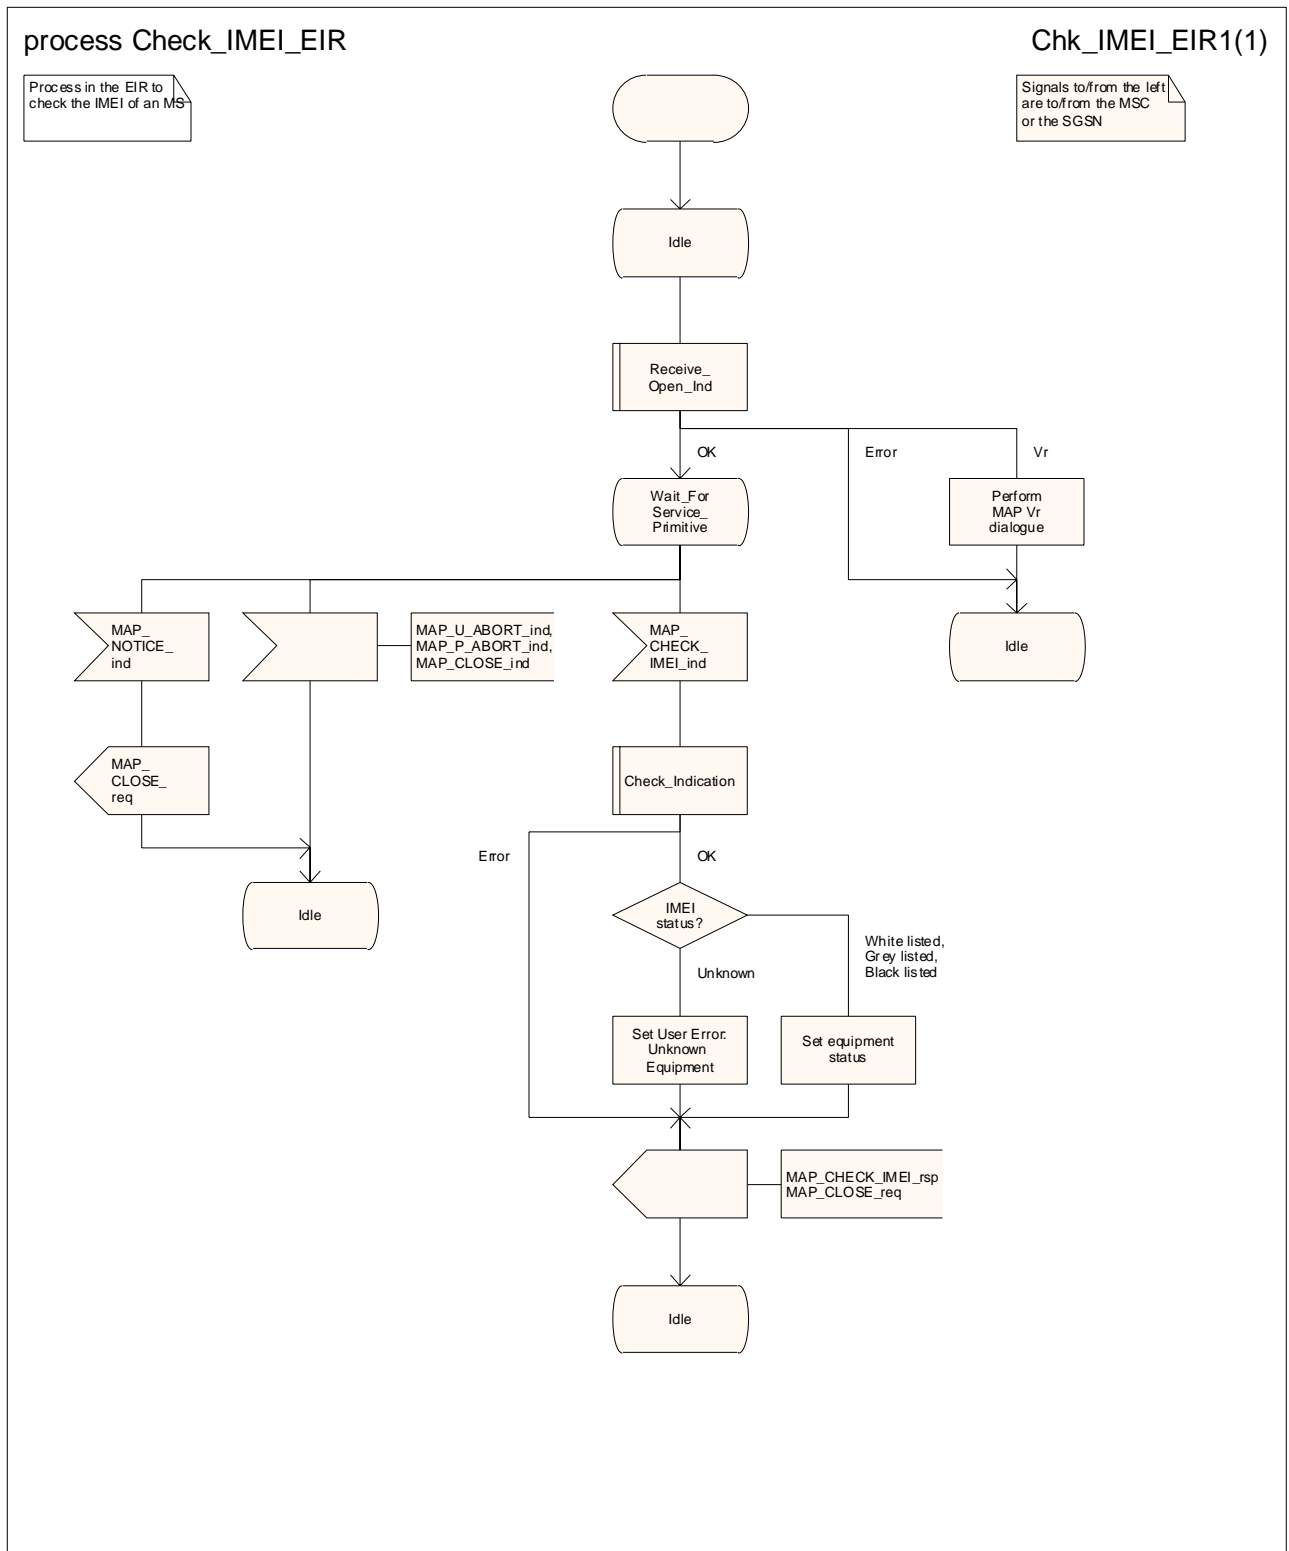 process Check_IMEI_EIR
Chk_IMEI_EIR1(1)
Process in the EIR to
check the IMEI of an MS
Signals to/from the left
are to/from the MSC
or the SGSN
Idle
Receive_
Open_Ind
OK
Error
Vr
Wait_For
Service_
Primitive
Perform
MAP Vr
dialogue
MAP_
NOTICE_
ind
MAP_U_ABORT_ind,
MAP_P_ABORT_ind,
MAP_CLOSE_ind
MAP_
CHECK_
IMEI_ind
Idle
MAP_
CLOSE_
req
Check_Indication
Error
OK
Idle
IMEI
status?
White listed,
Grey listed,
Black listed
Unknown
Set User Error:
Unknown
Equipment
Set equipment
status
MAP_CHECK_IMEI_rsp
MAP_CLOSE_req
Idle